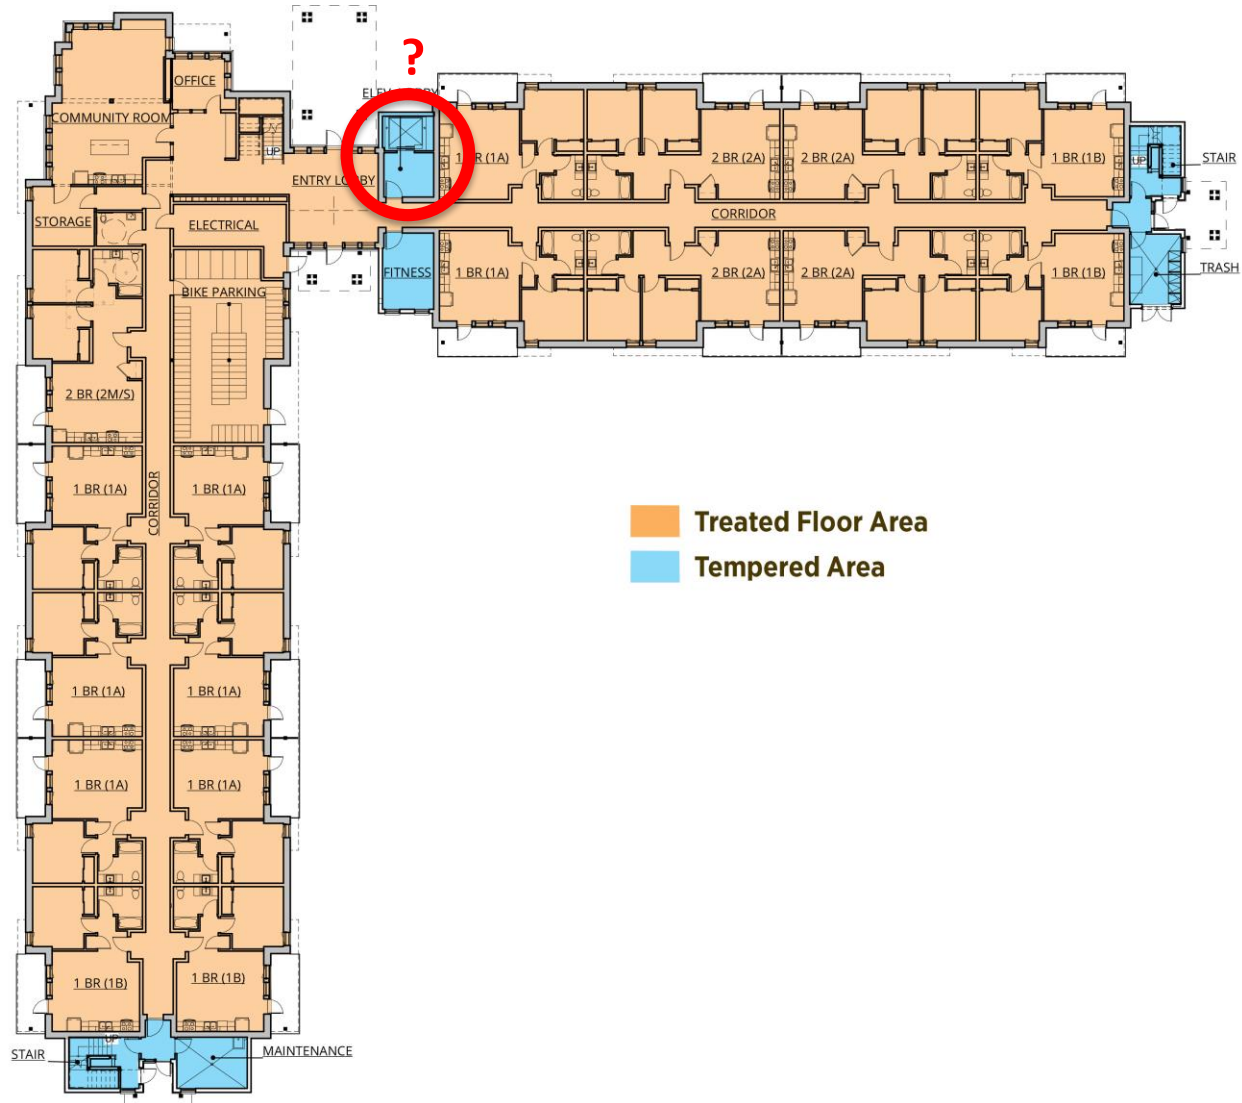 ?
OFFICE
ELEV. LOBBY
COMMUNITY ROOM
UP
ENTRY LOBBY
1 BR (1A)
2 BR (2A)
2 BR (2A)
1 BR (1B)
UP
STAIR
STORAGE
ELECTRICAL
CORRIDOR
FITNESS
1 BR (1A)
2 BR (2A)
2 BR (2A)
1 BR (1B)
TRASH
BIKE PARKING
2 BR (2M/S)
CORRIDOR
1 BR (1A)
1 BR (1A)
Treated Floor Area
Tempered Area
1 BR (1A)
1 BR (1A)
1 BR (1A)
1 BR (1A)
1 BR (1B)
1 BR (1B)
UP
STAIR
MAINTENANCE